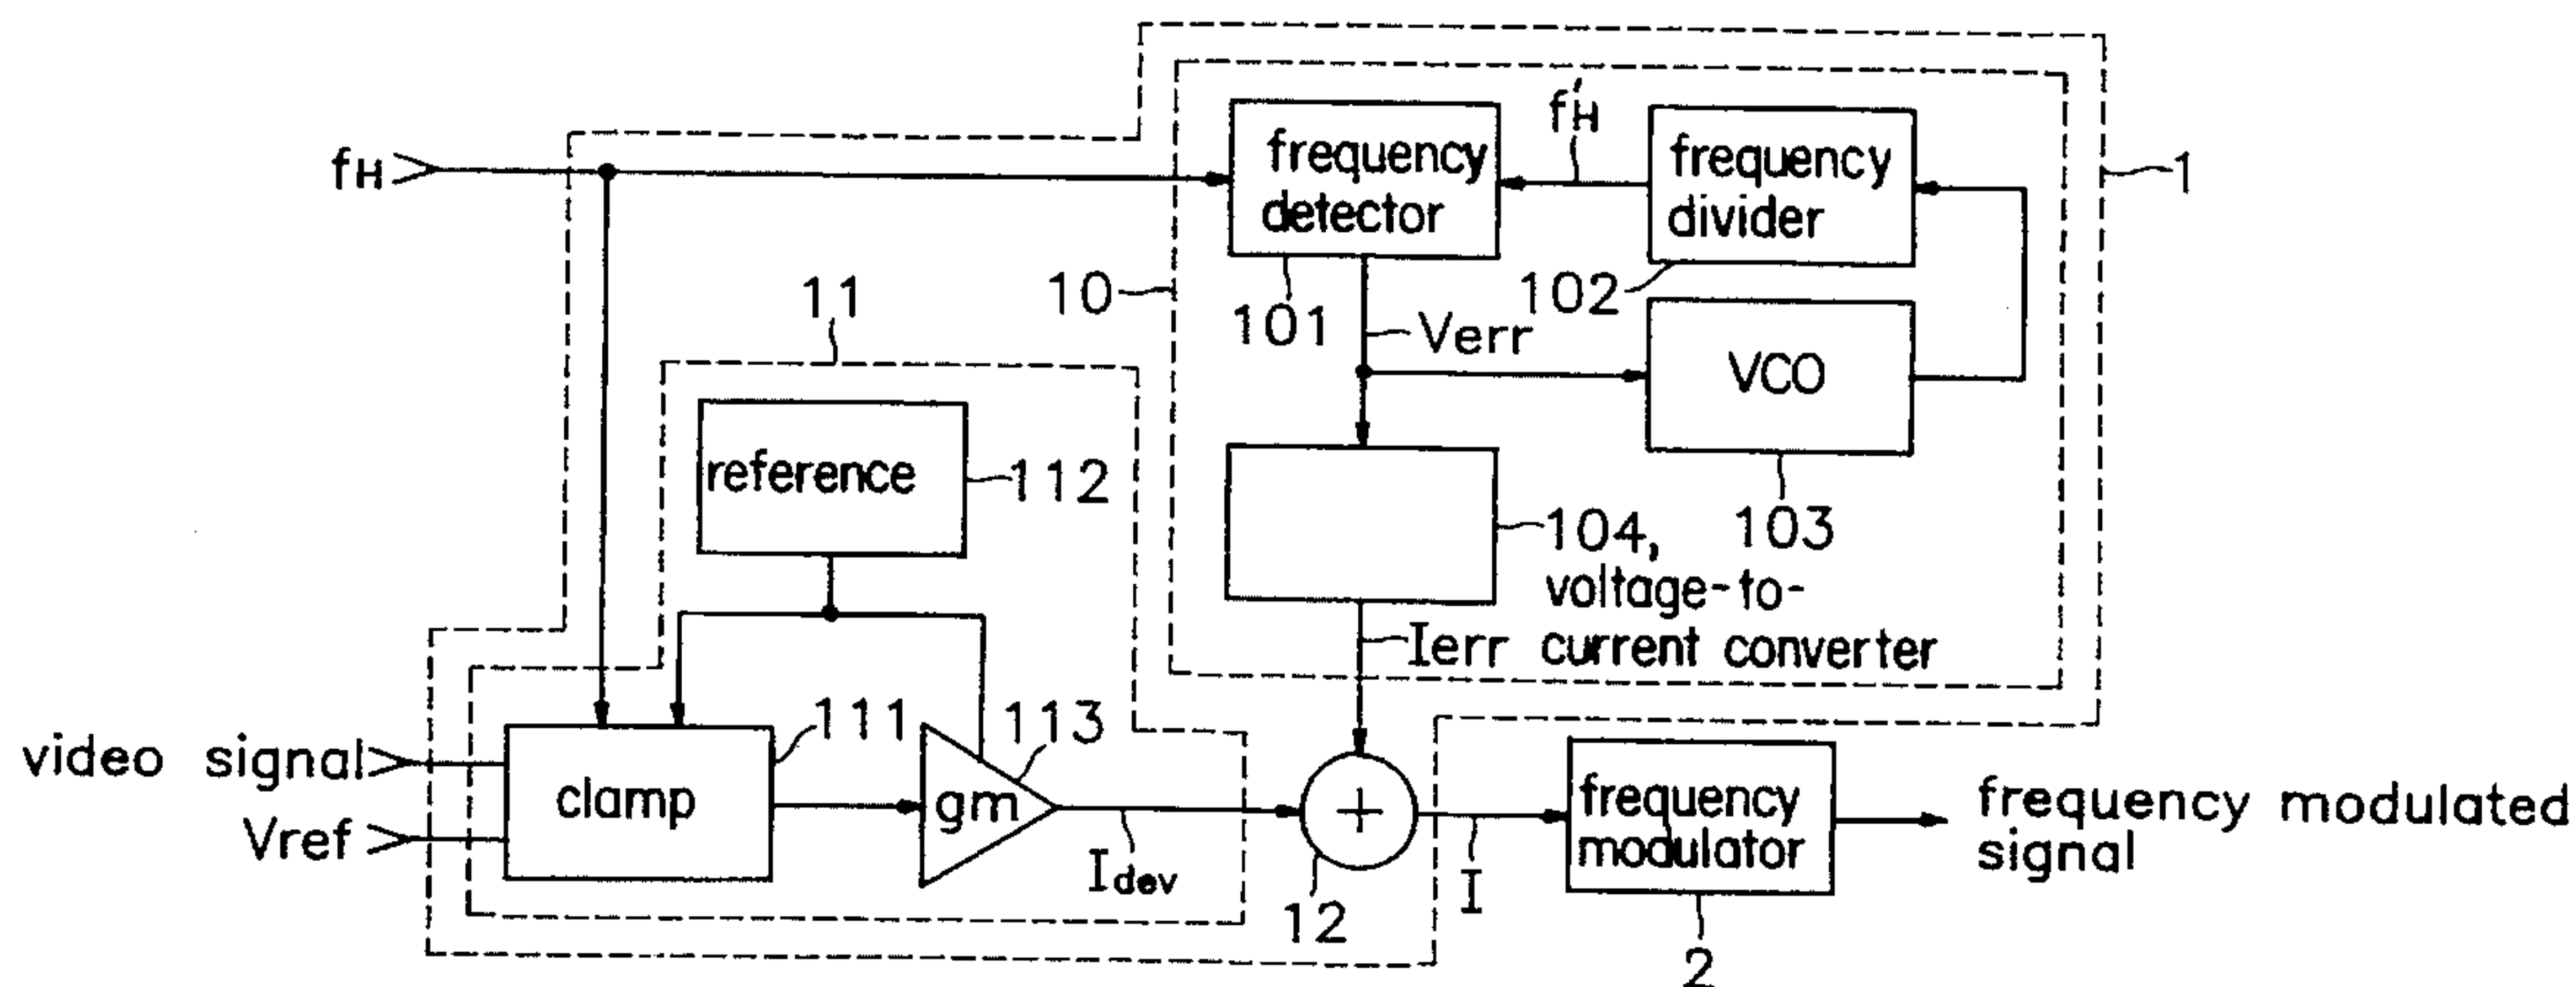 fH
frequency
detector
f'H
frequency
divider
1
10
101
102
Verr
VCO
103
11
reference
112
104,
voltage-to-
current converter
Ierr
video signal
Vref
clamp
111
113
gm
Idev
+
12
I
frequency
modulator
2
frequency modulated
signal